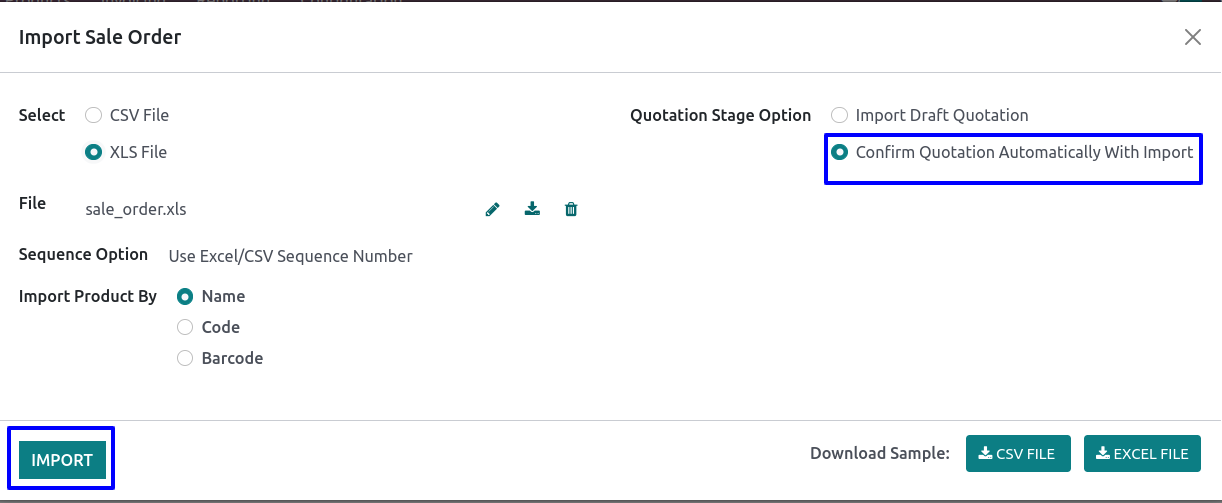 Import Sale Order
Select
CSV File
XLS File
Quotation Stage Option
Import Draft Quotation
Confirm Quotation Automatically With Import
File
sale_order.xls
Sequence Option
Use Excel/CSV Sequence Number
Import Product By
Name
Code
Barcode
IMPORT
Download Sample:
CSV FILE
EXCEL FILE